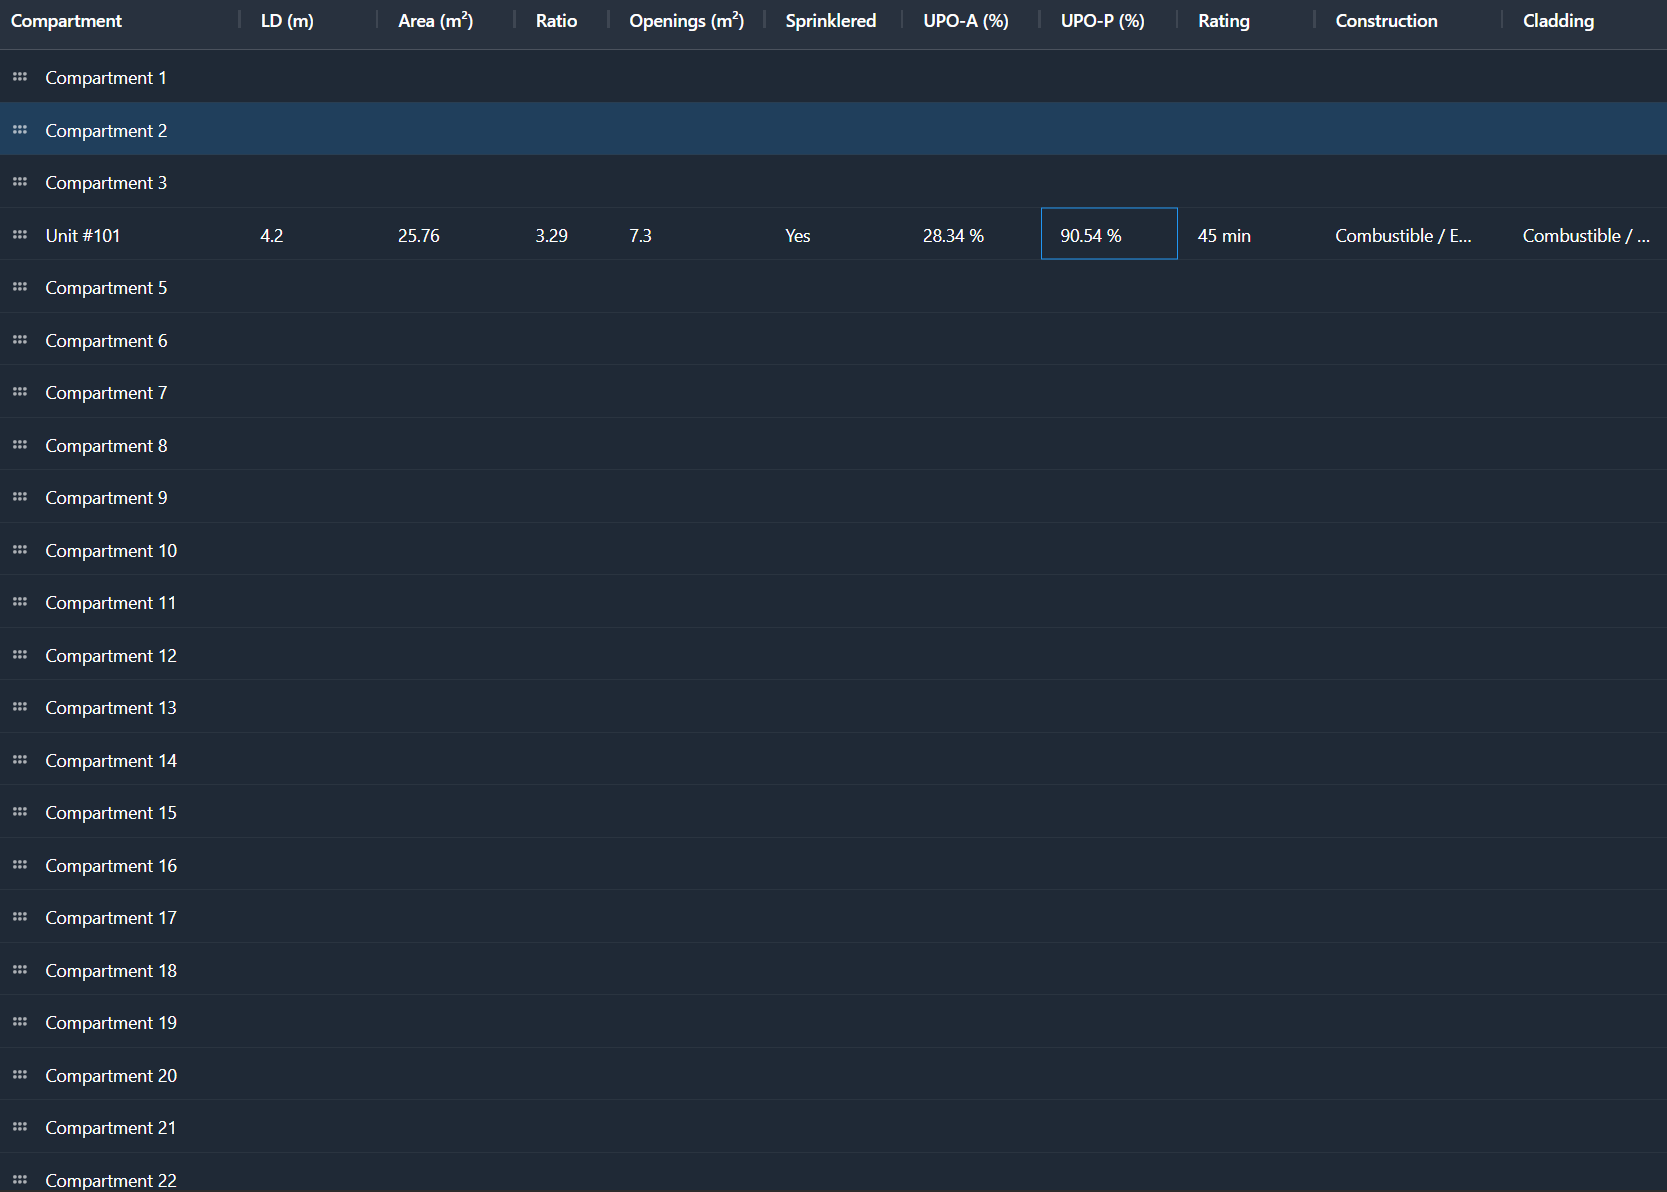 Compartment LD (m) Area (m²) Ratio Openings (m²) Sprinklered UPO-A (%) UPO-P (%) Rating Construction Cladding
Compartment 1
Compartment 2
Compartment 3
Unit #101 4.2 25.76 3.29 7.3 Yes 28.34 % 90.54 % 45 min Combustible / E... Combustible / ...
Compartment 5
Compartment 6
Compartment 7
Compartment 8
Compartment 9
Compartment 10
Compartment 11
Compartment 12
Compartment 13
Compartment 14
Compartment 15
Compartment 16
Compartment 17
Compartment 18
Compartment 19
Compartment 20
Compartment 21
Compartment 22